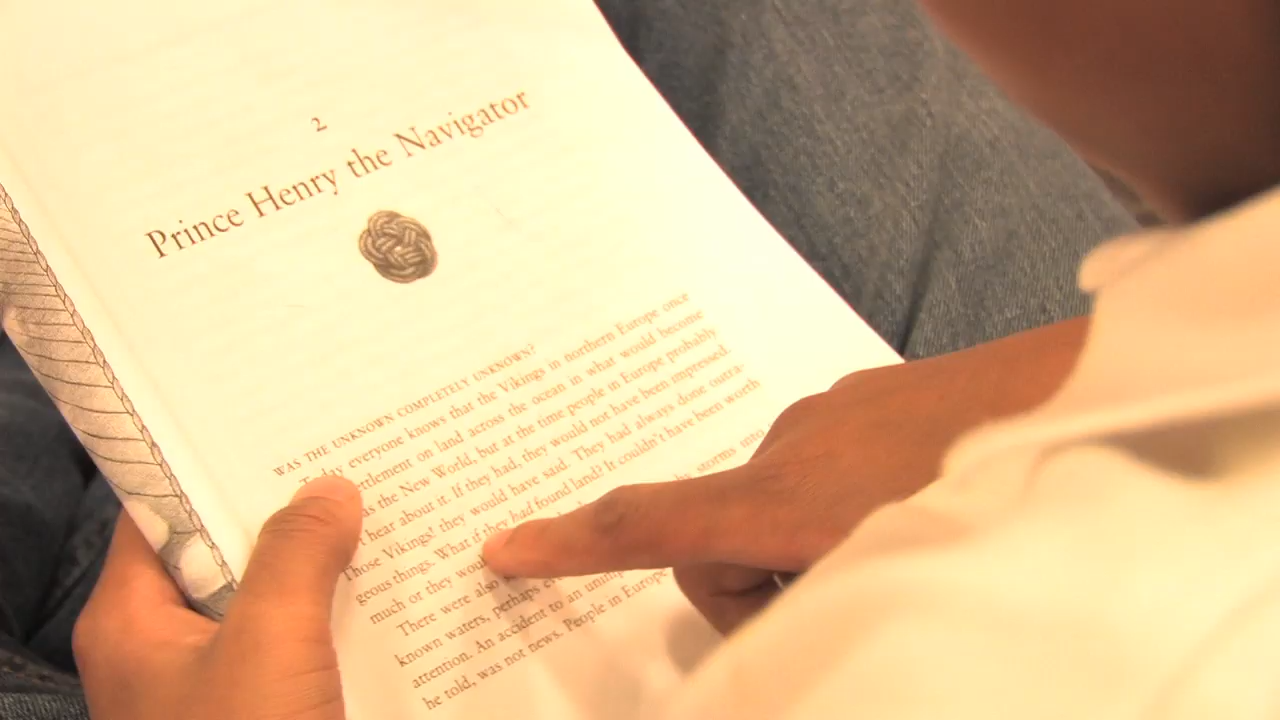 2
Prince Henry the Navigator
WAS THE UNKNOWN COMPLETELY UNKNOWN?
everyone knows that the Vikings in northern Europe once
settlement on land across the ocean in what would become
as the New World, but at the time people in Europe probably
hear about it. If they had, they would not have been impressed.
Those Vikings! they would have said. They had always done outra-
geous things. What if they had found land? It couldn't have been worth
much or they would
There were also storms into
known waters, perhaps
attention. An accident to an
he told, was not news. People in Europe